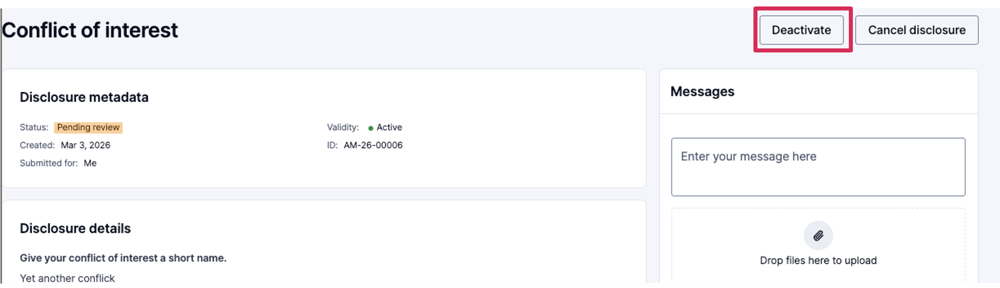 Conflict of interest
Deactivate
Cancel disclosure
Disclosure metadata
Status: Pending review
Validity: Active
Created: Mar 3, 2026
ID: AM-26-00006
Submitted for: Me
Disclosure details
Give your conflict of interest a short name.
Yet another conflick
Messages
Enter your message here
Drop files here to upload